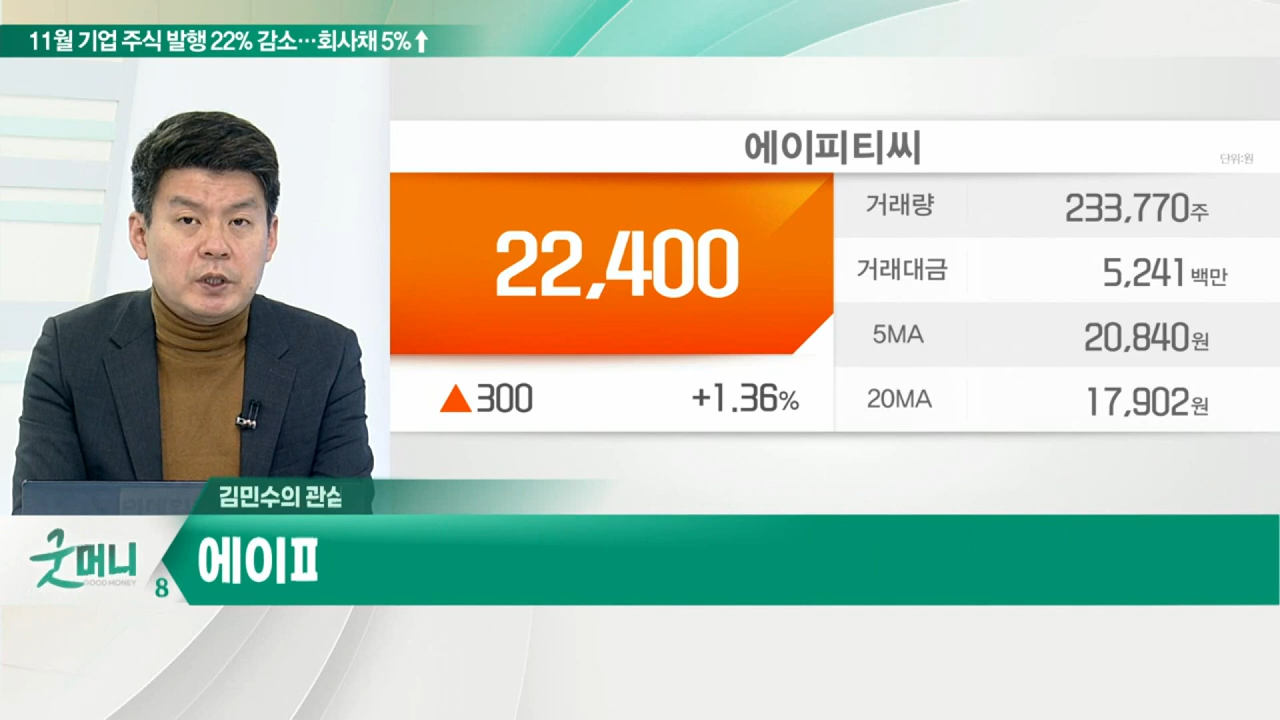 11월 기업 주식 발행 22% 감소…회사채 5%⬆
에이피티씨
단위:원
22,400
▲300 +1.36%
거래량 233,770주
거래대금 5,241백만
5MA 20,840원
20MA 17,902원
김민수의 관심
굿머니
GOOD MONEY
8
에이